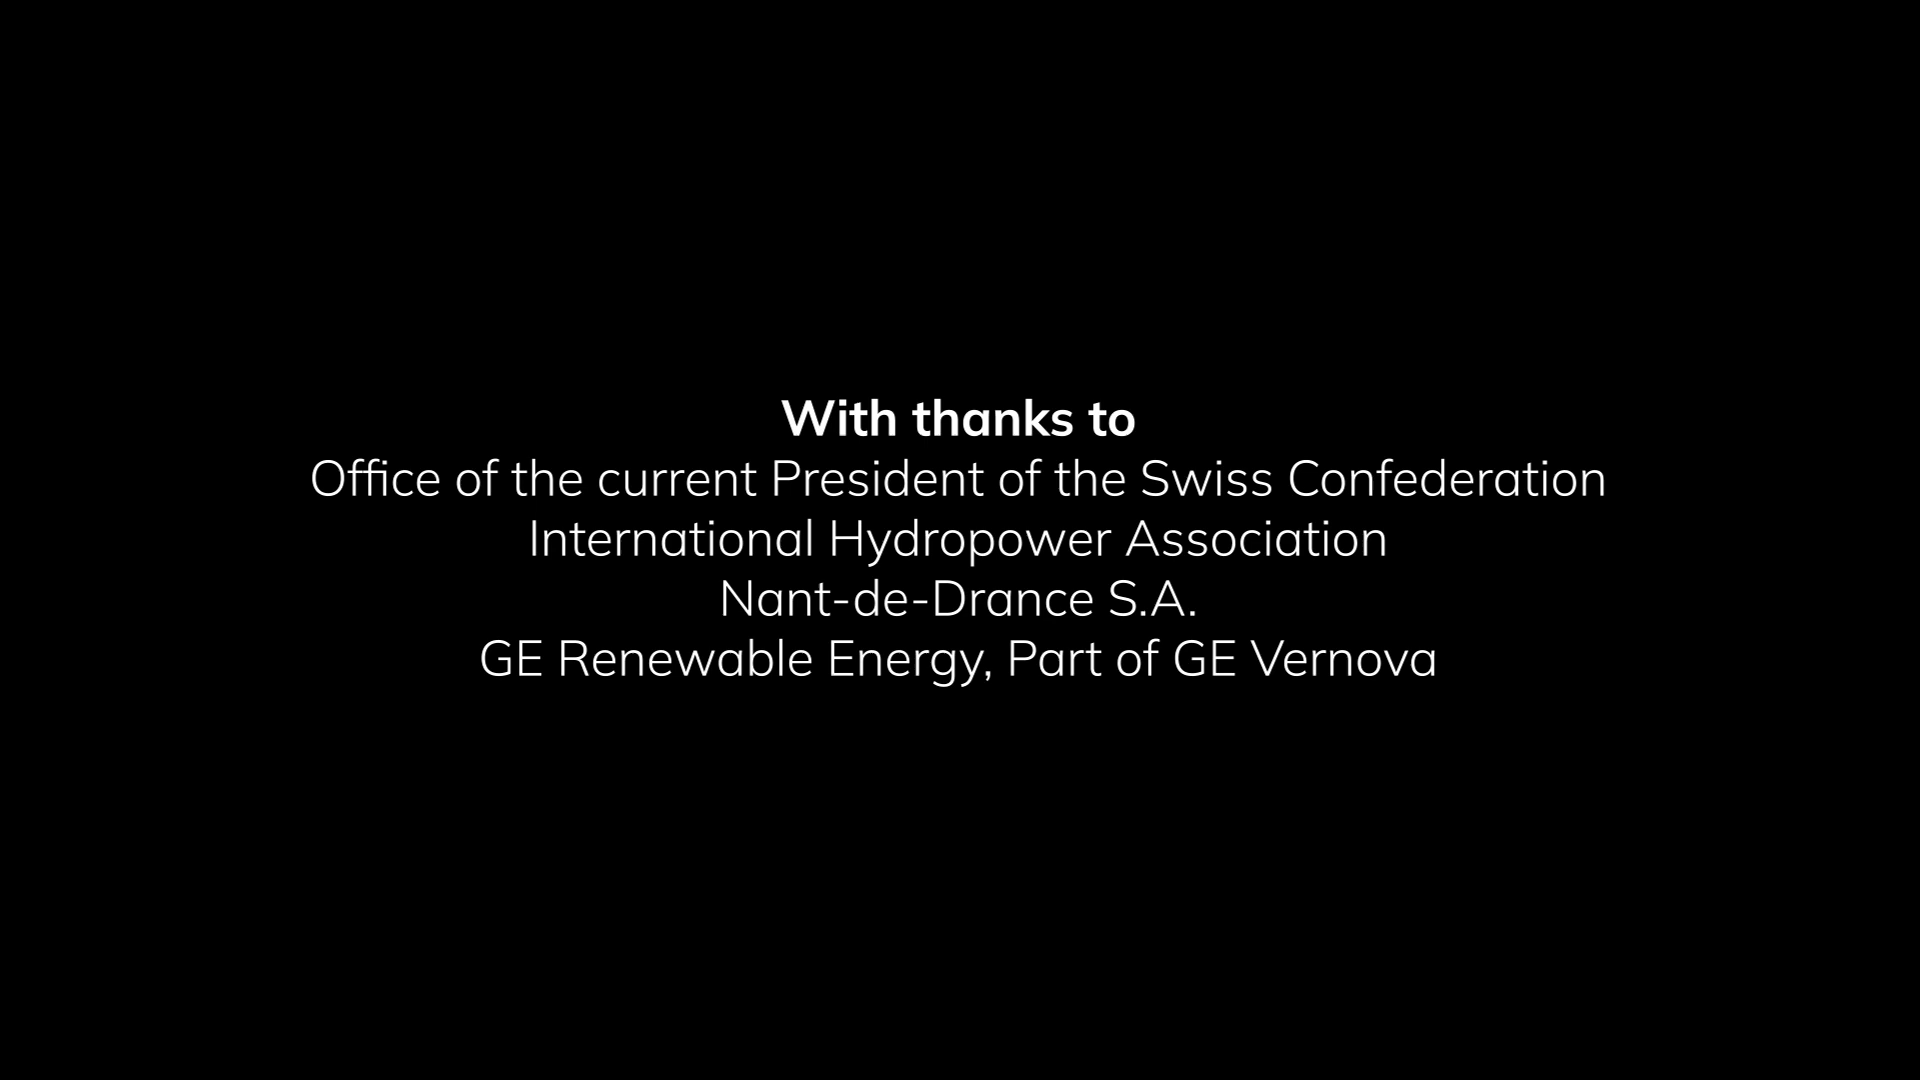 With thanks to
Office of the current President of the Swiss Confederation
International Hydropower Association
Nant-de-Drance S.A.
GE Renewable Energy, Part of GE Vernova